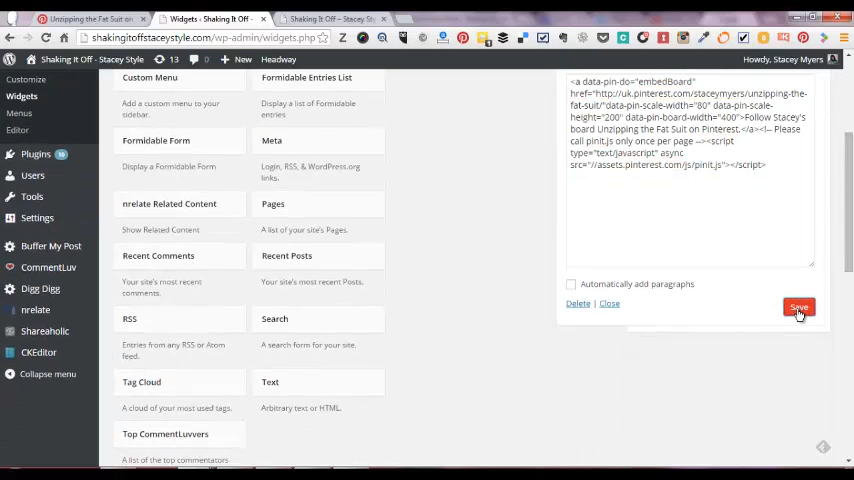 Unzipping the Fat Suit on
Widgets ‹ Shaking It Off -
Shaking It Off – Stacey Style
shakingitoffstaceystyle.com/wp-admin/widgets.php
Shaking It Off - Stacey Style
13
0
+ New
Headway
Howdy, Stacey Myers
Customize
Widgets
Menus
Editor
Plugins 10
Users
Tools
Settings
Buffer My Post
CommentLuv
Digg Digg
nrelate
Shareaholic
CKEditor
Collapse menu
Custom Menu
Add a custom menu to your
sidebar.
Formidable Entries List
Display a list of Formidable
entries
Formidable Form
Display a Formidable Form
Meta
Login, RSS, & WordPress.org
links.
nrelate Related Content
Show Related Content
Pages
A list of your site's Pages.
Recent Comments
Your site's most recent
comments.
Recent Posts
Your site's most recent Posts.
RSS
Entries from any RSS or Atom
feed.
Search
A search form for your site.
Tag Cloud
A cloud of your most used tags.
Text
Arbitrary text or HTML.
Top CommentLuvvers
A list of the top commentators
<a data-pin-do="embedBoard"
href="http://uk.pinterest.com/staceymyers/unzipping-the-
fat-suit/"data-pin-scale-width="80" data-pin-scale-
height="200" data-pin-board-width="400">Follow Stacey's
board Unzipping the Fat Suit on Pinterest.</a><!-- Please
call pinit.js only once per page --><script
type="text/javascript" async
src="//assets.pinterest.com/js/pinit.js"></script>
Automatically add paragraphs
Delete | Close
Save